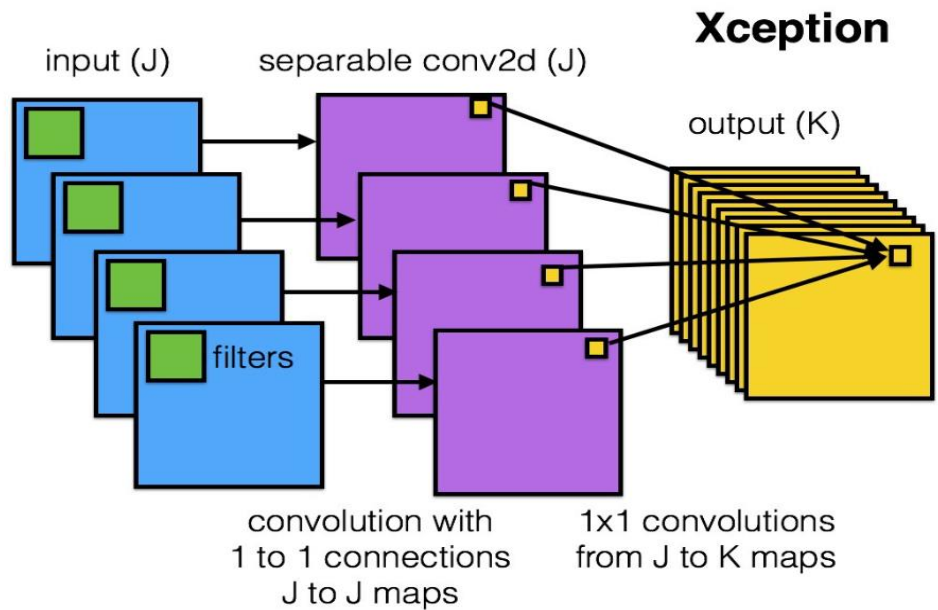 Xception
input (J)
separable conv2d (J)
output (K)
filters
convolution with
1 to 1 connections
J to J maps
1x1 convolutions
from J to K maps